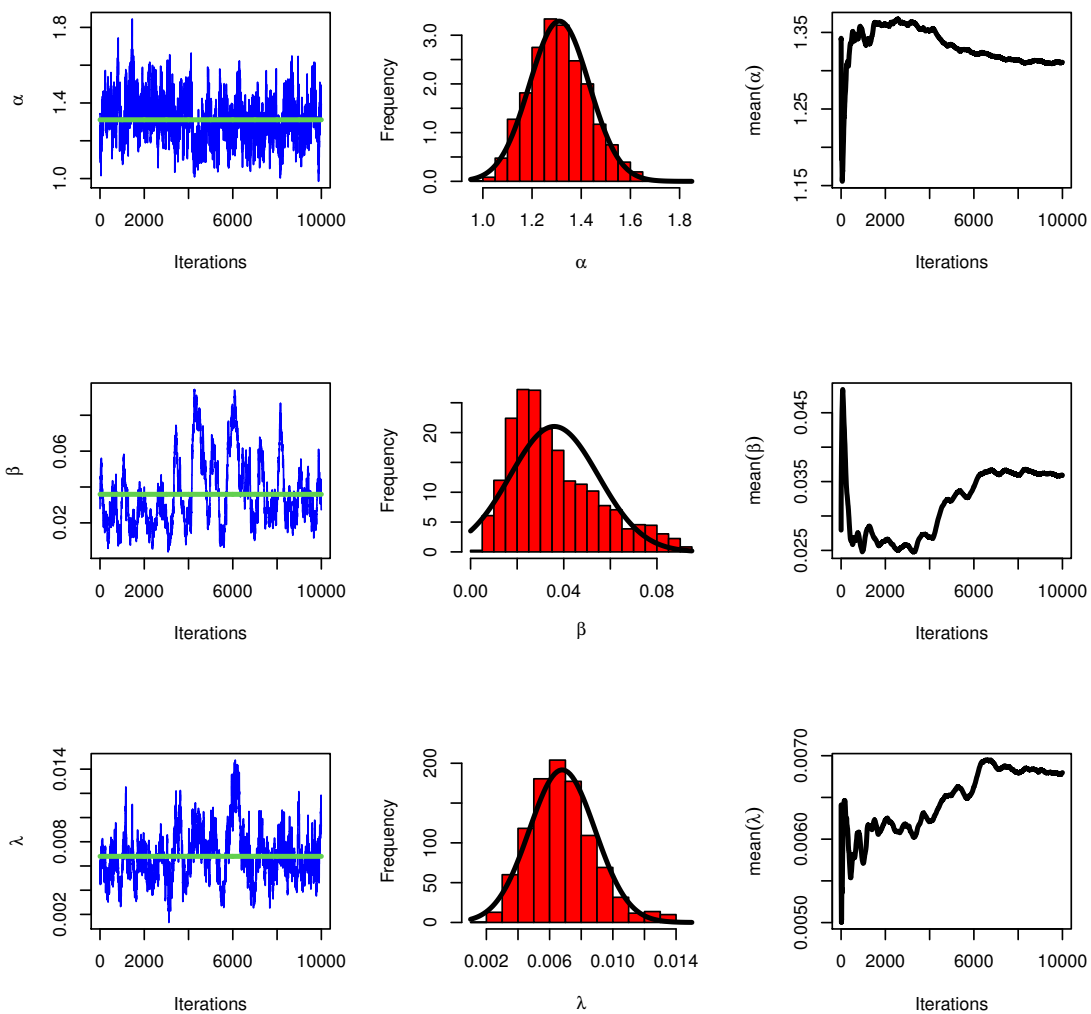 α
1.0 1.4 1.8
0 2000 6000 10000
Iterations
Frequency
0.0 1.0 2.0 3.0
1.0 1.2 1.4 1.6 1.8
α
mean(α)
1.15 1.25 1.35
0 2000 6000 10000
Iterations
β
0.02 0.06
0 2000 6000 10000
Iterations
Frequency
0 5 10 20
0.00 0.04 0.08
β
mean(β)
0.025 0.035 0.045
0 2000 6000 10000
Iterations
λ
0.002 0.008 0.014
0 2000 6000 10000
Iterations
Frequency
0 50 100 200
0.002 0.006 0.010 0.014
λ
mean(λ)
0.0050 0.0060 0.0070
0 2000 6000 10000
Iterations